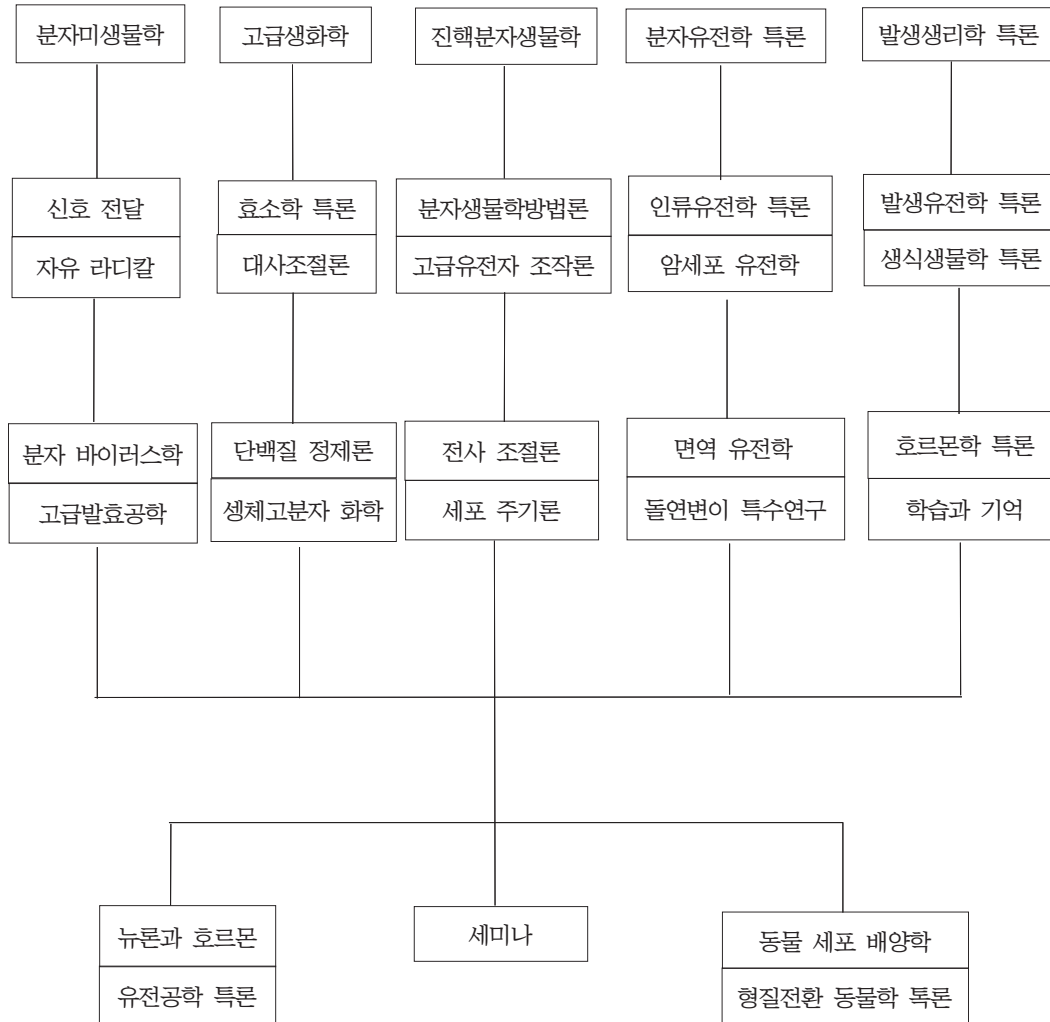 분자미생물학
고급생화학
진핵분자생물학
분자유전학 특론
발생생리학 특론
신호 전달
자유 라디칼
효소학 특론
대사조절론
분자생물학방법론
고급유전자 조작론
인류유전학 특론
암세포 유전학
발생유전학 특론
생식생물학 특론
분자 바이러스학
고급발효공학
단백질 정제론
셍체고분자 화학
전사 조절론
세포 주기론
면역 유전학
돌연변이 특수연구
호르몬학 특론
학습과 기억
뉴론과 호르몬
유전공학 특론
세미나
동물 세포 배양학
형질전환 동물학 톡론